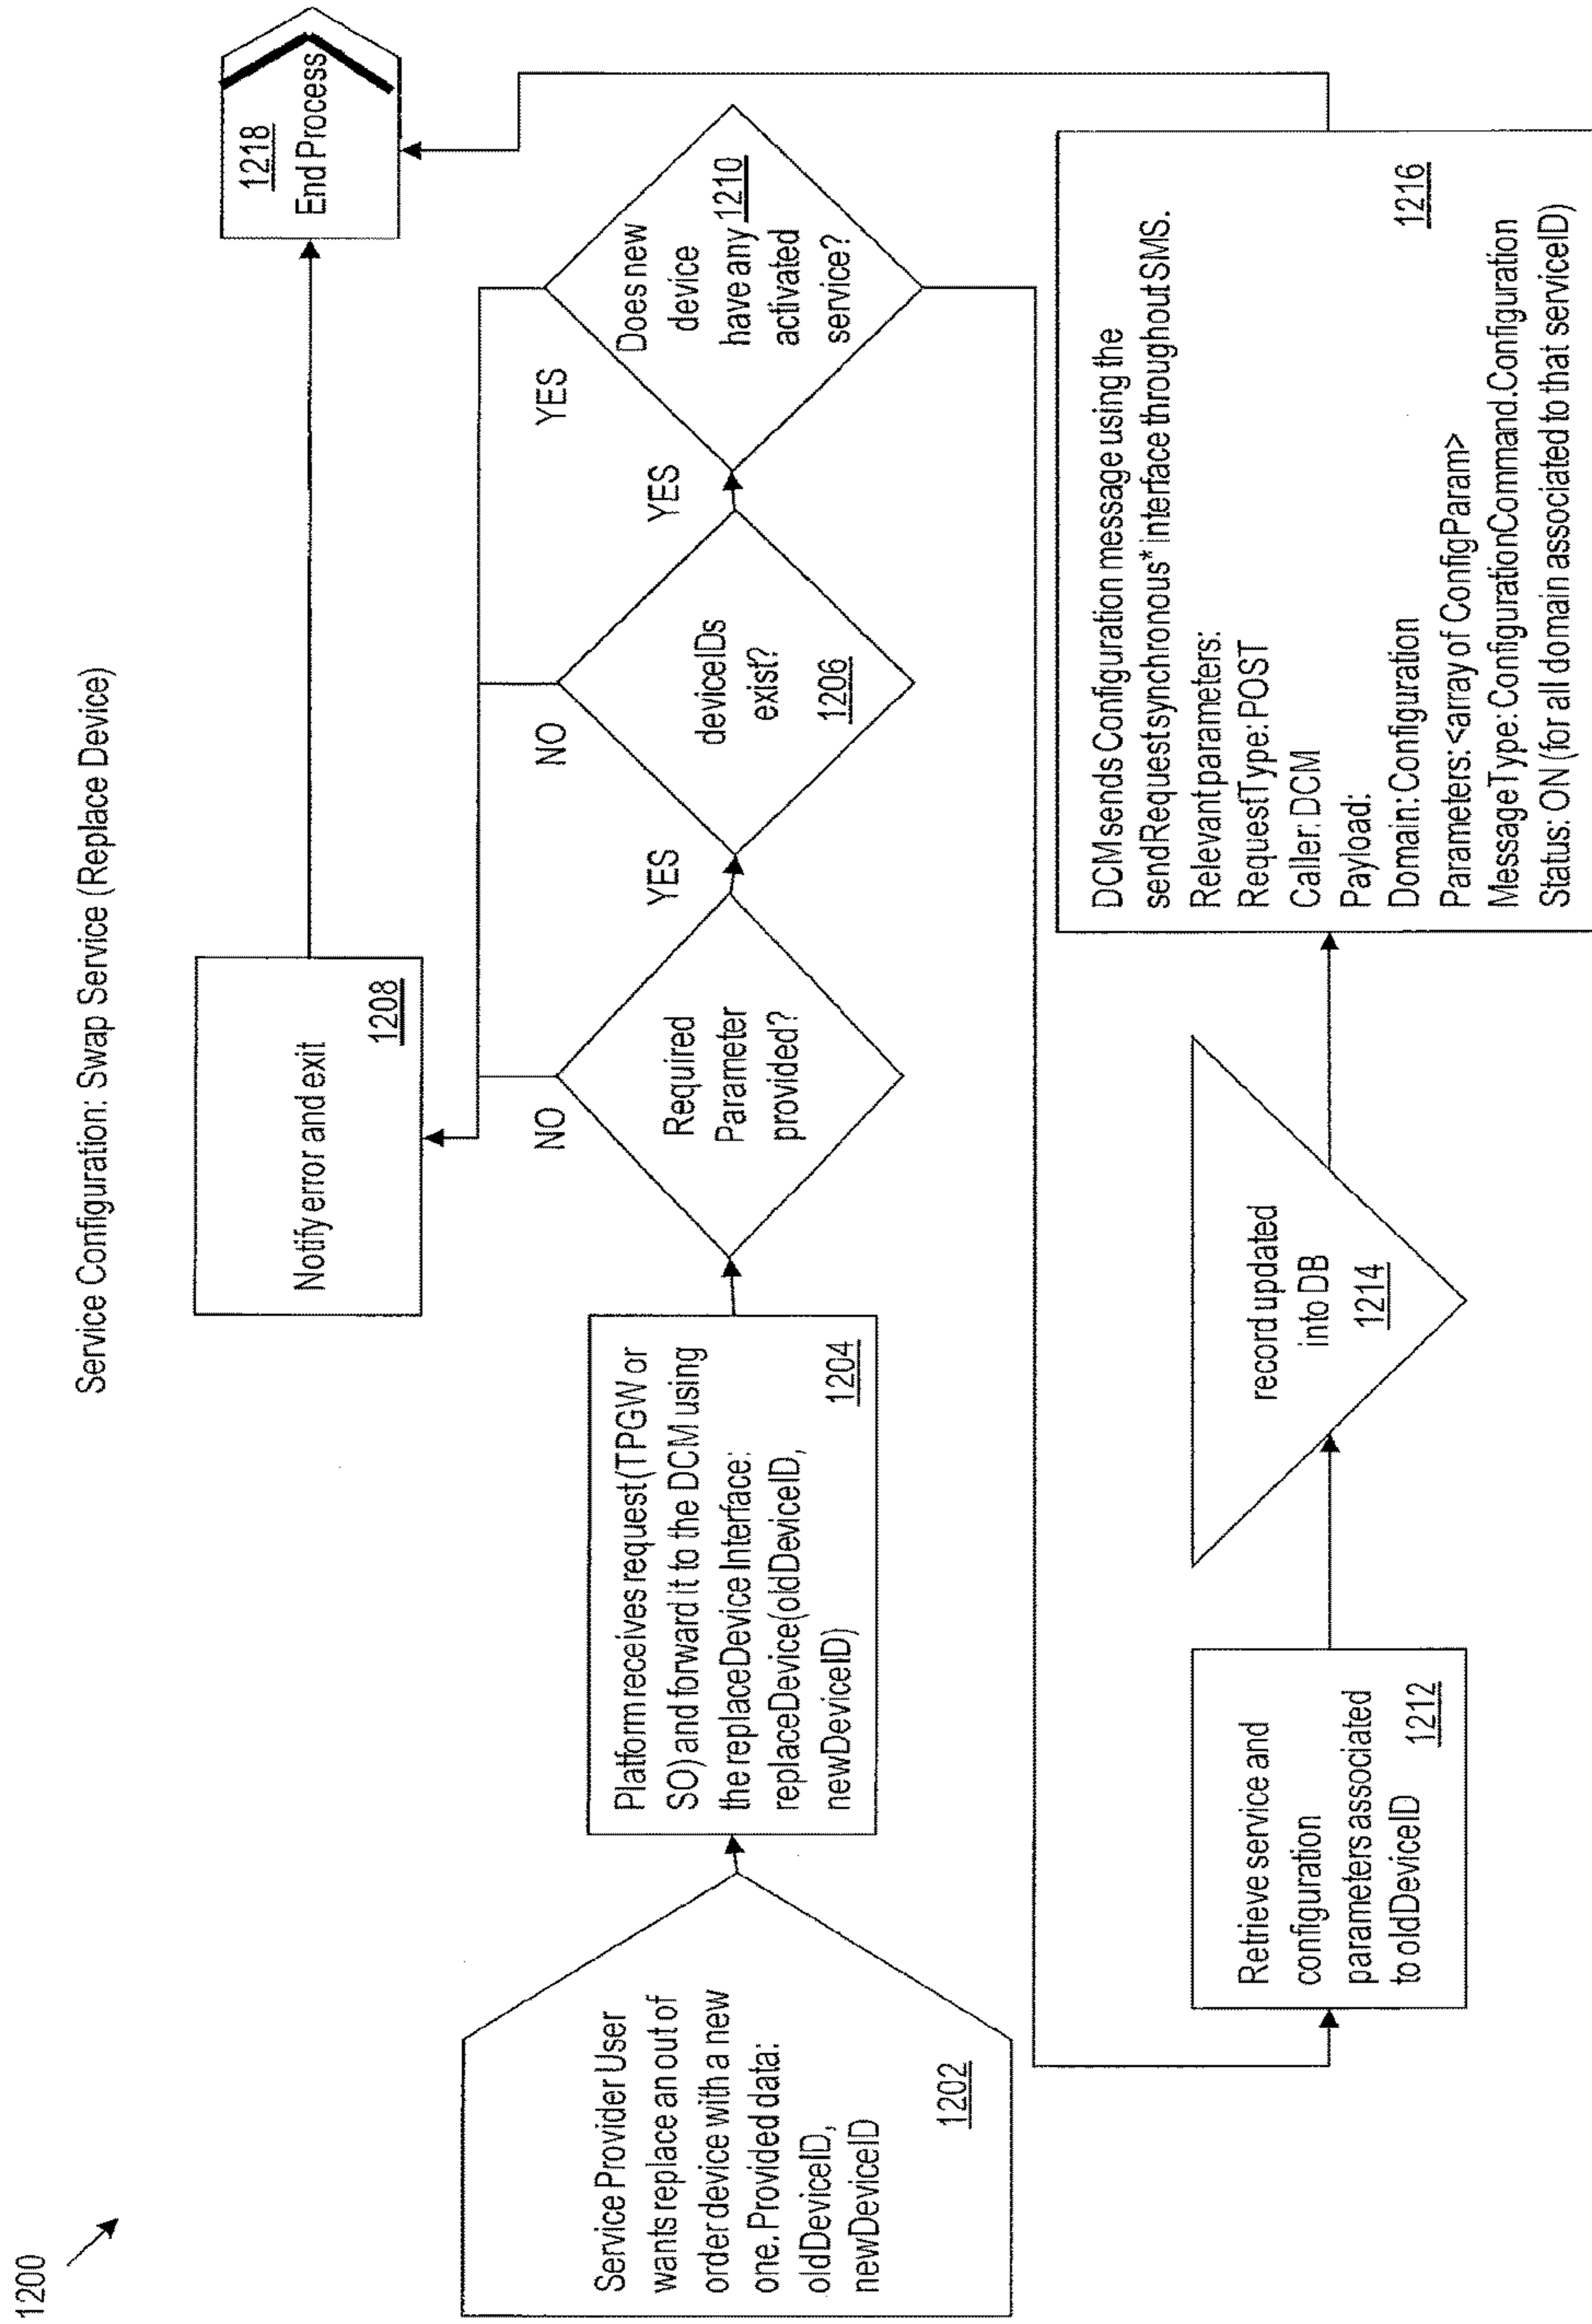 1200
Service Configuration: Swap Service (Replace Device)
Service Provider User
wants replace an out of
order device with a new
one. Provided data:
oldDeviceID,
newDeviceID
1202
Platform receives request (TPGW or
SO) and forward it to the DCM using
the replaceDevice Interface:
replaceDevice(oldDeviceID,
newDeviceID)
1204
Required
Parameter
provided?
NO
YES
deviceIDs
exist?
1206
NO
YES
Does new
device
have any 1210
activated
service?
YES
Notify error and exit
1208
1218
End Process
Retrieve service and
configuration
parameters associated
to oldDeviceID
1212
record updated
into DB
1214
DCM sends Configuration message using the
sendRequestsynchronous* interface throughout SMS.
Relevant parameters:
RequestType: POST
Caller: DCM
Payload:
Domain: Configuration
Parameters: <array of ConfigParam>
Message Type: ConfigurationCommand.Configuration
Status: ON (for all domain associated to that serviceID)
1216